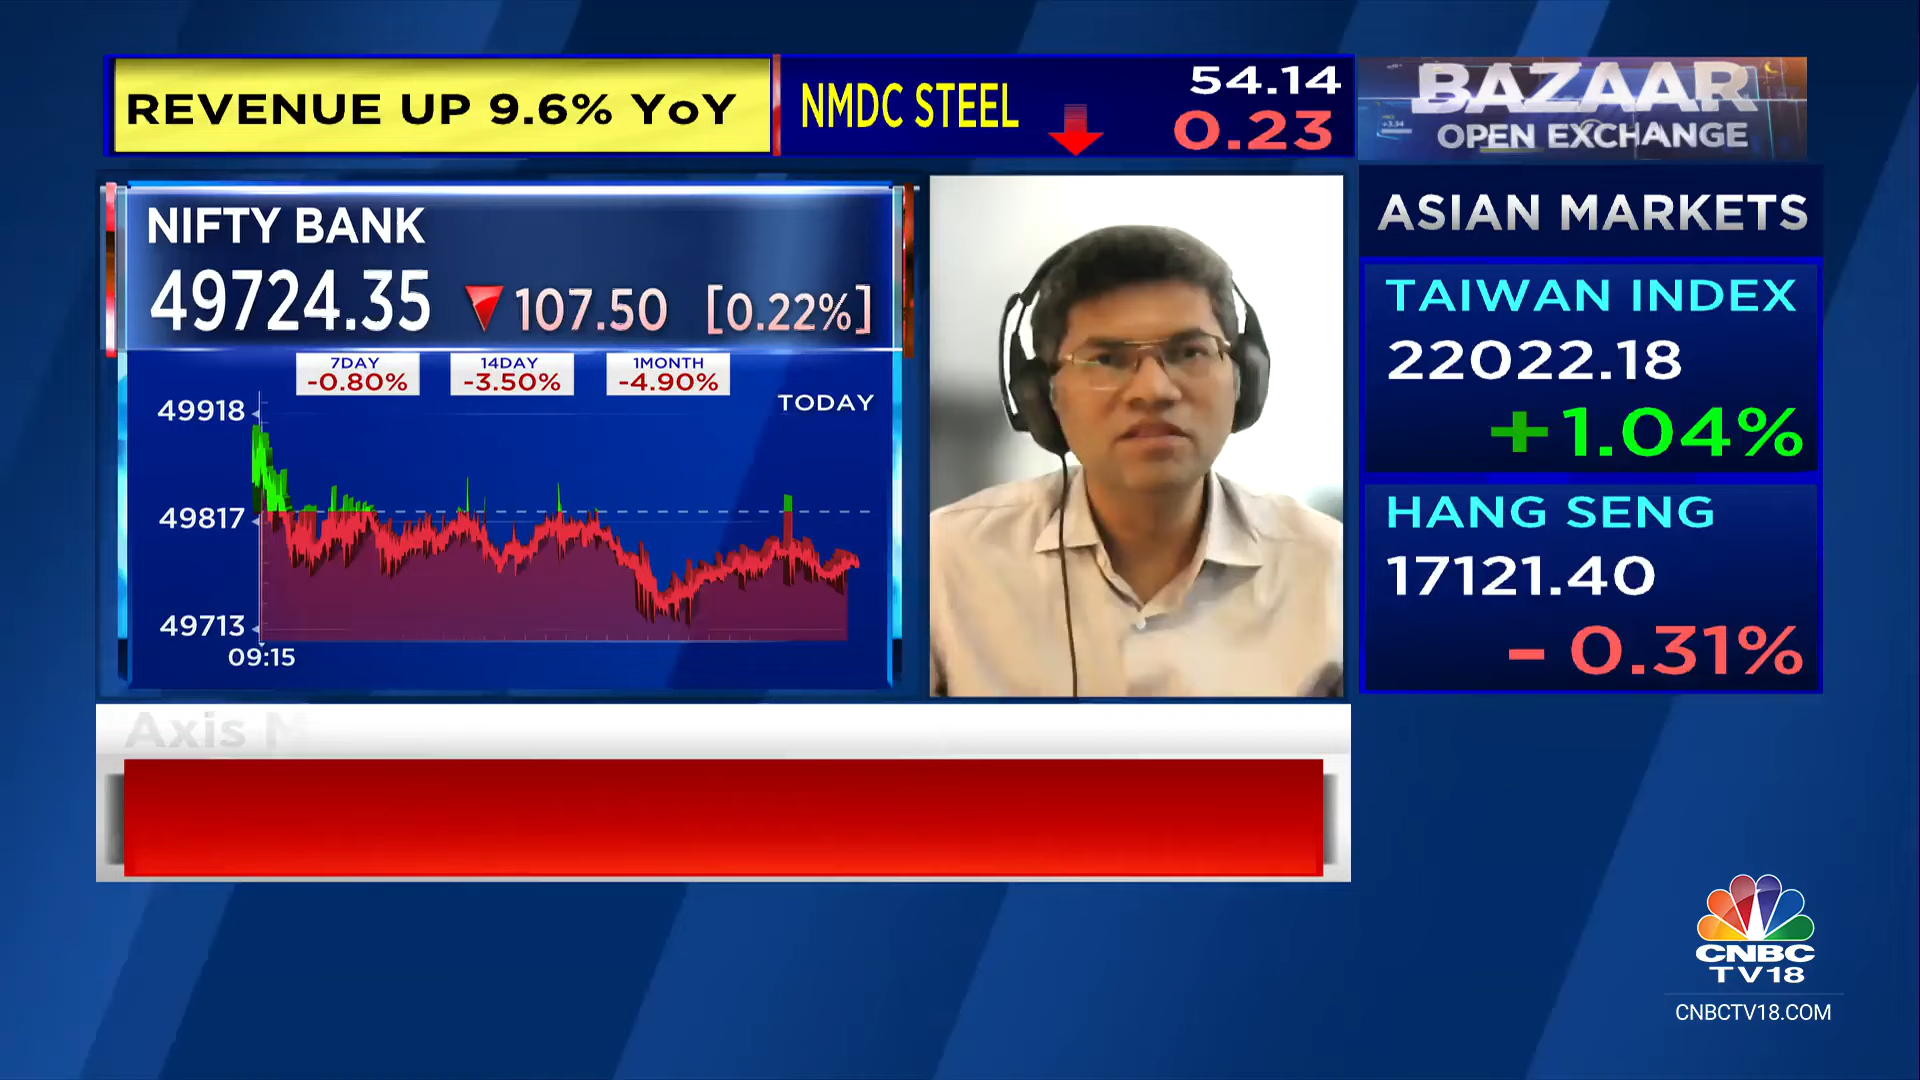 REVENUE UP 9.6% YoY
NMDC STEEL
54.14
0.23
BAZAAR
OPEN EXCHANGE
NIFTY BANK
49724.35 ▼107.50 [0.22%]
7DAY
-0.80%
14DAY
-3.50%
1MONTH
-4.90%
TODAY
49918
49817
49713
09:15
ASIAN MARKETS
TAIWAN INDEX
22022.18
+1.04%
HANG SENG
17121.40
- 0.31%
Axis
CNBC
TV18
CNBCTV18.COM